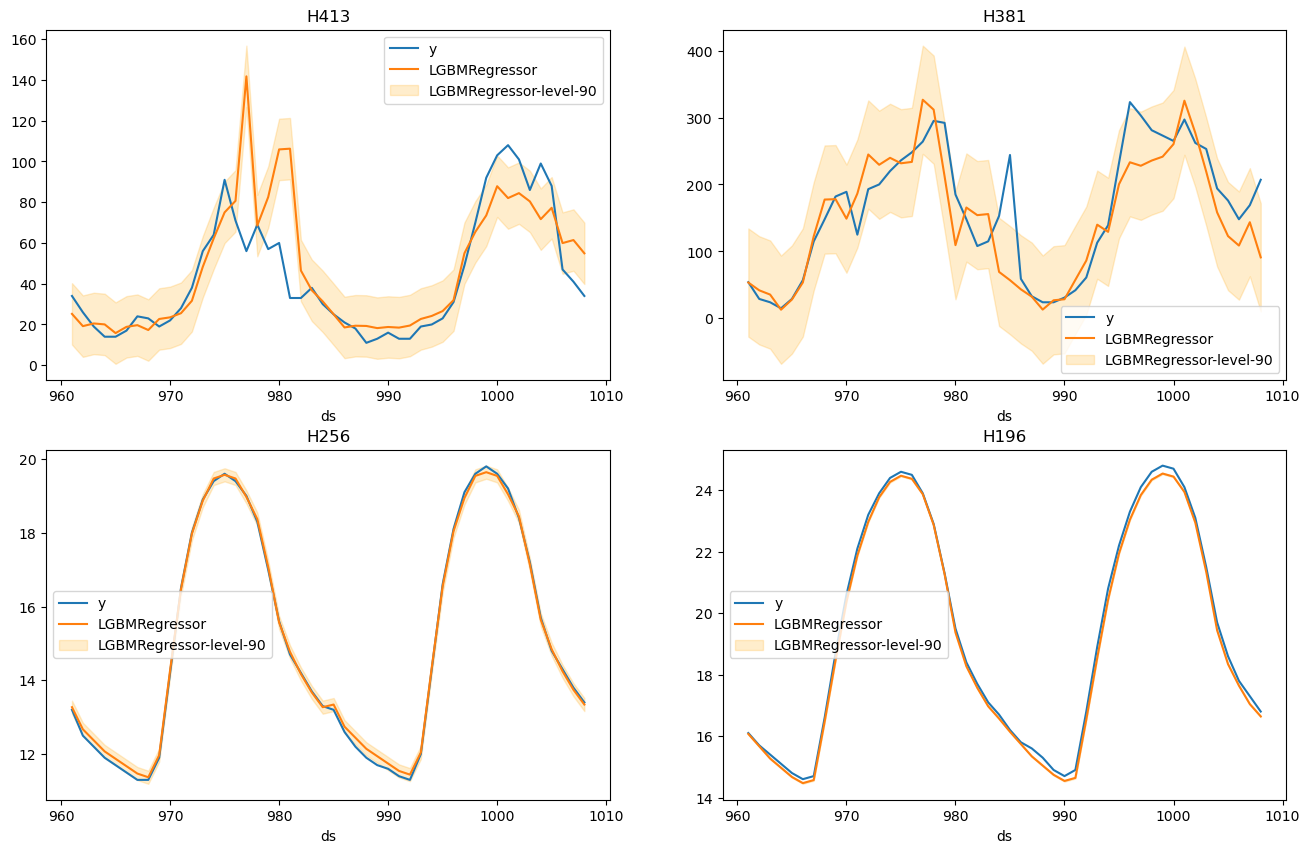 H413
160
140
120
100
80
60
40
20
0
y
LGBMRegressor
LGBMRegressor-level-90
960 970 980 990 1000 1010
ds
H381
400
300
200
100
0
y
LGBMRegressor
LGBMRegressor-level-90
960 970 980 990 1000 1010
ds
H256
20
18
16
14
12
y
LGBMRegressor
LGBMRegressor-level-90
960 970 980 990 1000 1010
ds
H196
24
22
20
18
16
14
y
LGBMRegressor
LGBMRegressor-level-90
960 970 980 990 1000 1010
ds